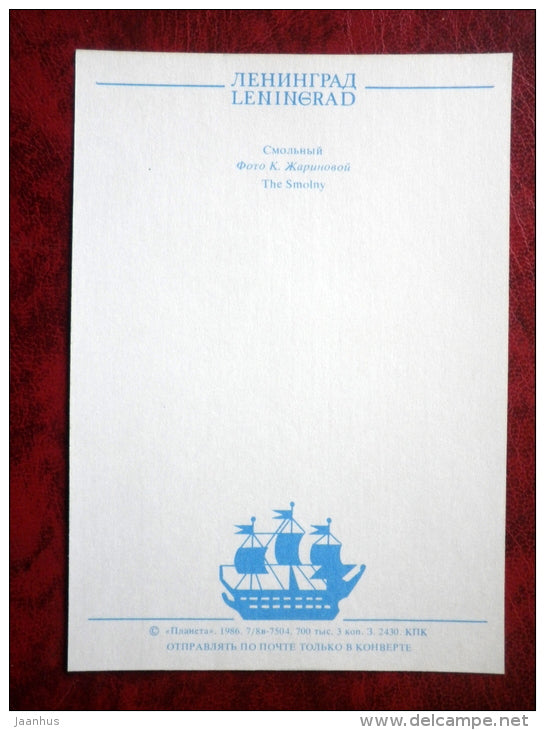 ЛЕНИНГРАД
LENINGRAD
Смольный
Фото К. Жариновой
The Smolny
© «Планета». 1986. 7/8в-7504. 700 тыс. 3 коп. З. 2430. КПК
ОТПРАВЛЯТЬ ПО ПОЧТЕ ТОЛЬКО В КОНВЕРТЕ
jaanhus
www.delcampe.net